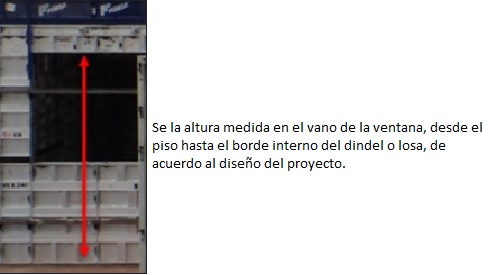 Se la altura medida en el vano de la ventana, desde el
piso hasta el borde interno del dindel o losa, de
acuerdo al diseño del proyecto.